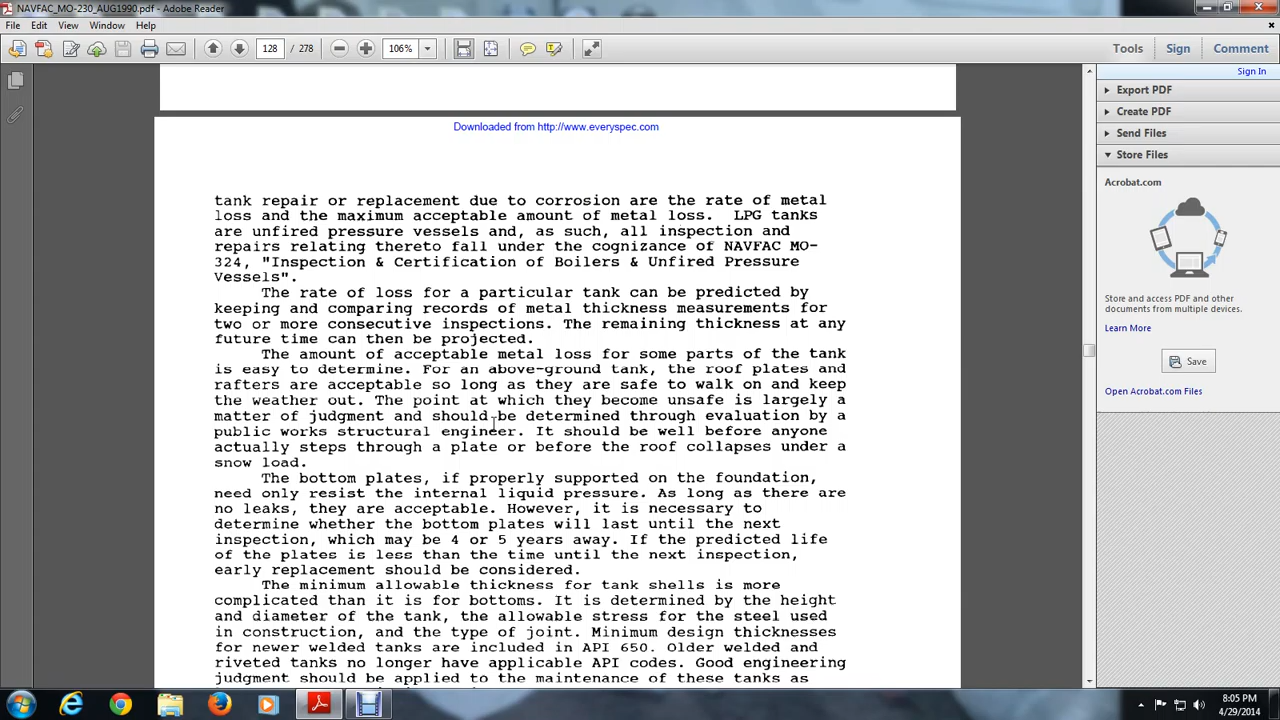 NAVFAC_MO-230_AUG1990.pdf - Adobe Reader
File Edit View Window Help
128 / 278 106% Tools Sign Comment
Sign In
Export PDF
Create PDF
Send Files
Store Files
Acrobat.com
Store and access PDF and other
documents from multiple devices.
Learn More
Save
Open Acrobat.com Files
Downloaded from http://www.everyspec.com
tank repair or replacement due to corrosion are the rate of metal
loss and the maximum acceptable amount of metal loss. LPG tanks
are unfired pressure vessels and, as such, all inspection and
repairs relating thereto fall under the cognizance of NAVFAC MO-
324, "Inspection & Certification of Boilers & Unfired Pressure
Vessels".
The rate of loss for a particular tank can be predicted by
keeping and comparing records of metal thickness measurements for
two or more consecutive inspections. The remaining thickness at any
future time can then be projected.
The amount of acceptable metal loss for some parts of the tank
is easy to determine. For an above-ground tank, the roof plates and
rafters are acceptable so long as they are safe to walk on and keep
the weather out. The point at which they become unsafe is largely a
matter of judgment and should be determined through evaluation by a
public works structural engineer. It should be well before anyone
actually steps through a plate or before the roof collapses under a
snow load.
The bottom plates, if properly supported on the foundation,
need only resist the internal liquid pressure. As long as there are
no leaks, they are acceptable. However, it is necessary to
determine whether the bottom plates will last until the next
inspection, which may be 4 or 5 years away. If the predicted life
of the plates is less than the time until the next inspection,
early replacement should be considered.
The minimum allowable thickness for tank shells is more
complicated than it is for bottoms. It is determined by the height
and diameter of the tank, the allowable stress for the steel used
in construction, and the type of joint. Minimum design thicknesses
for newer welded tanks are included in API 650. Older welded and
riveted tanks no longer have applicable API codes. Good engineering
judgment should be applied to the maintenance of these tanks as
8:05 PM
4/29/2014